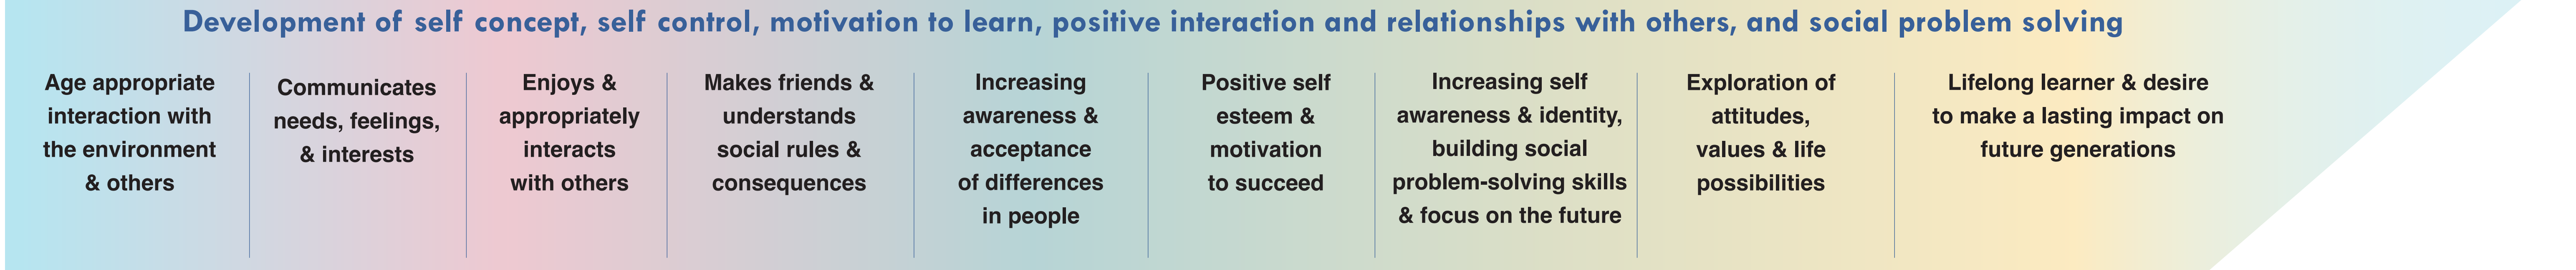 Development of self concept, self control, motivation to learn, positive interaction and relationships with others, and social problem solving
Age appropriate
interaction with
the environment
& others
Communicates
needs, feelings,
& interests
Enjoys &
appropriately
interacts
with others
Makes friends &
understands
social rules &
consequences
Increasing
awareness &
acceptance
of differences
in people
Positive self
esteem &
motivation
to succeed
Increasing self
awareness & identity,
building social
problem-solving skills
& focus on the future
Exploration of
attitudes,
values & life
possibilities
Lifelong learner & desire
to make a lasting impact on
future generations